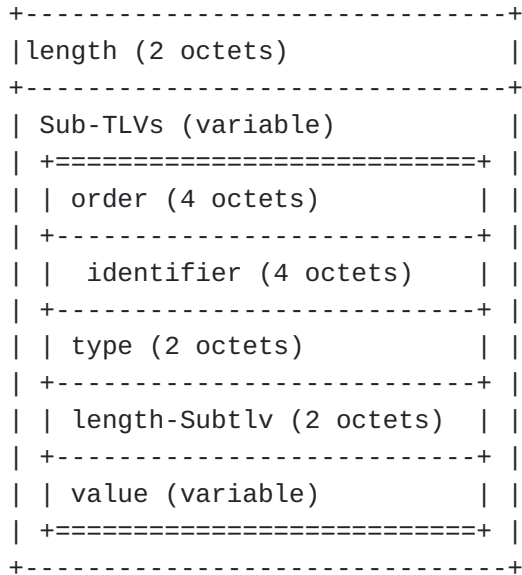 +-------------------------------+
|length (2 octets)              |
+-------------------------------+
| Sub-TLVs (variable)           |
| +===========================+ |
| | order (4 octets)          | |
| +---------------------------+ |
| |  identifier (4 octets)    | |
| +---------------------------+ |
| | type (2 octets)           | |
| +---------------------------+ |
| | length-Subtlv (2 octets)  | |
| +---------------------------+ |
| | value (variable)          | |
| +===========================+ |
+-------------------------------+